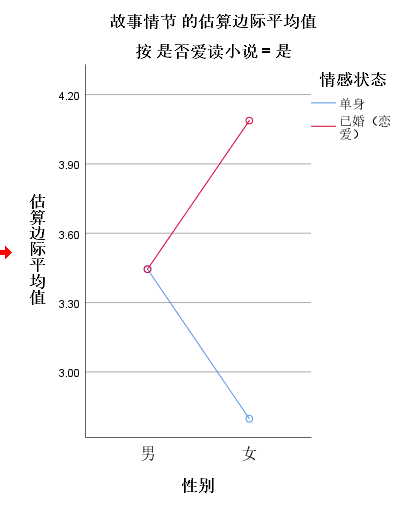 故事情节 的估算边际平均值
按 是否爱读小说 = 是
情感状态
单身
已婚（恋
爱）
估算边际平均值
4.20
3.90
3.60
3.30
3.00
男
女
性别